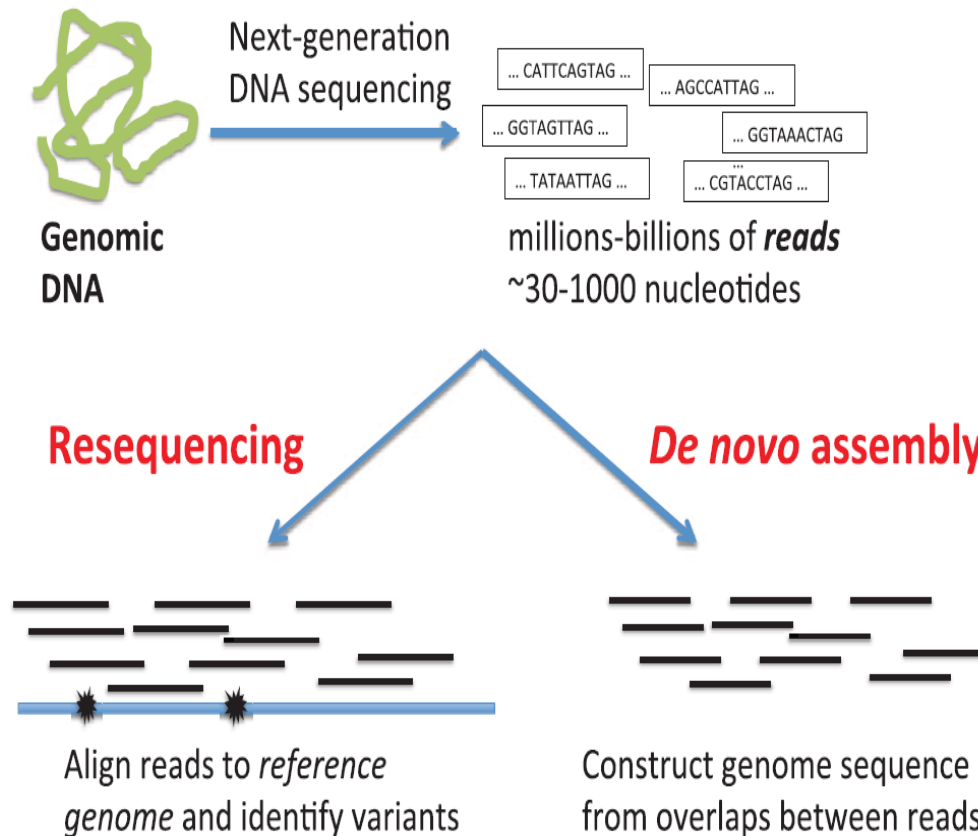 Next-generation
DNA sequencing
... CATTCAGTAG ...
... AGCCATTAG ...
... GGTAGTTAG ...
... GGTAAACTAG
...
... TATAATTAG ...
... CGTACCTAG ...
Genomic
DNA
millions-billions of reads
~30-1000 nucleotides
Resequencing
De novo assembly
Align reads to reference
genome and identify variants
Construct genome sequence
from overlaps between reads